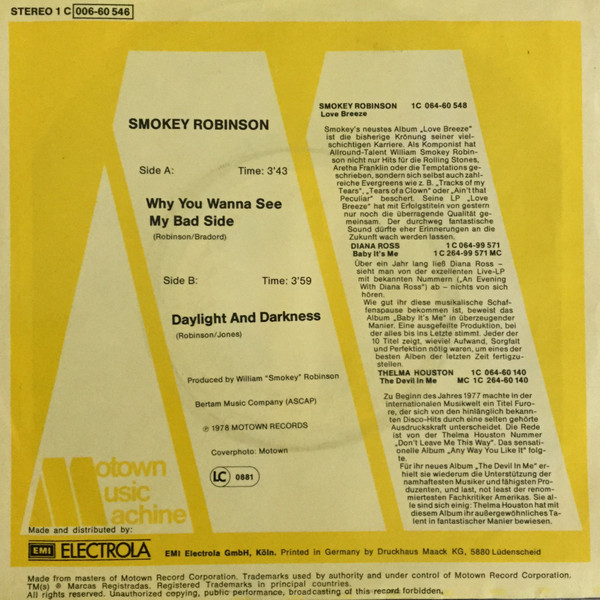 STEREO 1 C 006-60 546
SMOKEY ROBINSON
Side A: Time: 3'43
Why You Wanna See
My Bad Side
(Robinson/Bradord)
Side B: Time: 3'59
Daylight And Darkness
(Robinson/Jones)
Produced by William "Smokey" Robinson
Bertam Music Company (ASCAP)
℗ 1978 MOTOWN RECORDS
Coverphoto: Motown
LC 0881
SMOKEY ROBINSON 1C 064-60 548
Love Breeze
Smokey's neustes Album „Love Breeze"
ist die bisherige Krönung seiner viel-
schichtigen Karriere. Als Komponist hat
Allround-Talent William Smokey Robin-
son nicht nur Hits für die Rolling Stones,
Aretha Franklin oder die Temptations ge-
schrieben, sondern sich selbst auch zahl-
reiche Evergreens wie z. B. „Tracks of my
Tears", „Tears of a Clown" oder „Ain't that
Peculiar" beschert. Seine LP „Love
Breeze" hat mit Erfolgstiteln von gestern
nur noch die überragende Qualität ge-
meinsam. Der durchweg fantastische
Sound dürfte eher Erinnerungen an die
Zukunft wach werden lassen.
DIANA ROSS 1 C 064-99 571
Baby It's Me 1 C 264-99 571 MC
Über ein Jahr lang ließ Diana Ross –
sieht man von der exzellenten Live-LP
mit bekannten Nummern („An Evening
With Diana Ross") ab – nichts von sich
hören.
Wie gut ihr diese musikalische Schaf-
fenspause bekommen ist, beweist das
Album „Baby It's Me" in überzeugender
Manier. Eine ausgefeilte Produktion, bei
der alles bis ins Letzte stimmt. Jeder der
10 Titel zeigt, wieviel Aufwand, Sorgfalt
und Perfektion nötig waren, um eines der
besten Alben der letzten Zeit fertigzu-
stellen.
THELMA HOUSTON 1C 064-60 140
The Devil In Me MC 1C 264-60 140
Zu Beginn des Jahres 1977 machte in der
internationalen Musikwelt ein Titel Furo-
re, der sich von den hinlänglich bekann-
ten Disco-Hits durch eine selten gehörte
Ausdruckskraft unterscheidet. Die Rede
ist von der Thelma Houston Nummer
„Don't Leave Me This Way". Das sensatio-
nelle Album „Any Way You Like It" folg-
te.
Für ihr neues Album „The Devil In Me" er-
hielt sie wiederum die Unterstützung der
namhaftesten Musiker und fähigsten Pro-
duzenten, und last, not least der renom-
miertesten Fachkritiker Amerikas. Sie al-
le sind sich einig: Thelma Houston hat mit
diesem Album ihr außergewöhnliches Ta-
lent in fantastischer Manier bewiesen.
Motown
Music
Machine
Made and distributed by:
EMI ELECTROLA
EMI Electrola GmbH, Köln. Printed in Germany by Druckhaus Maack KG, 5880 Lüdenscheid
Made from masters of Motown Record Corporation. Trademarks used by authority and under control of Motown Record Corporation.
TM(s) ® Marcas Registradas. Registered Trademarks in principal countries.
All rights reserved. Unauthorized copying, public performance, broadcasting of this record forbidden.